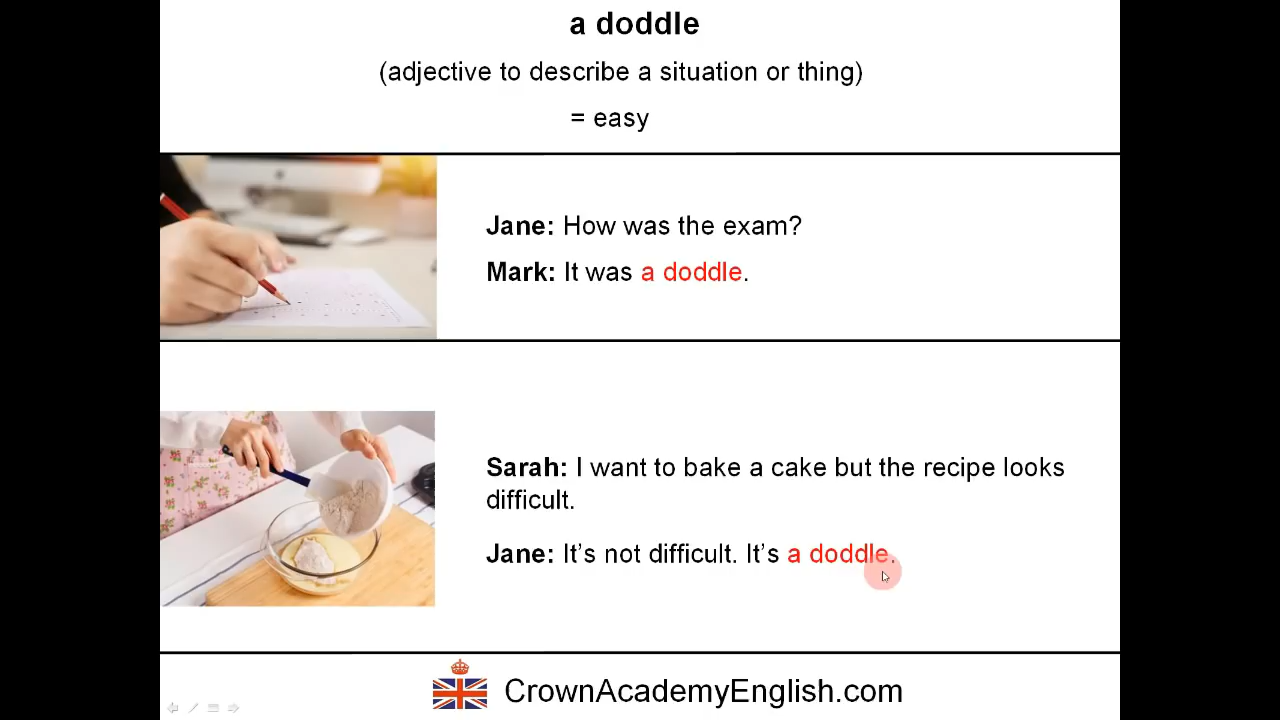 a doddle
(adjective to describe a situation or thing)
= easy
Jane: How was the exam?
Mark: It was a doddle.
Sarah: I want to bake a cake but the recipe looks
difficult.
Jane: It’s not difficult. It’s a doddle.
CrownAcademyEnglish.com